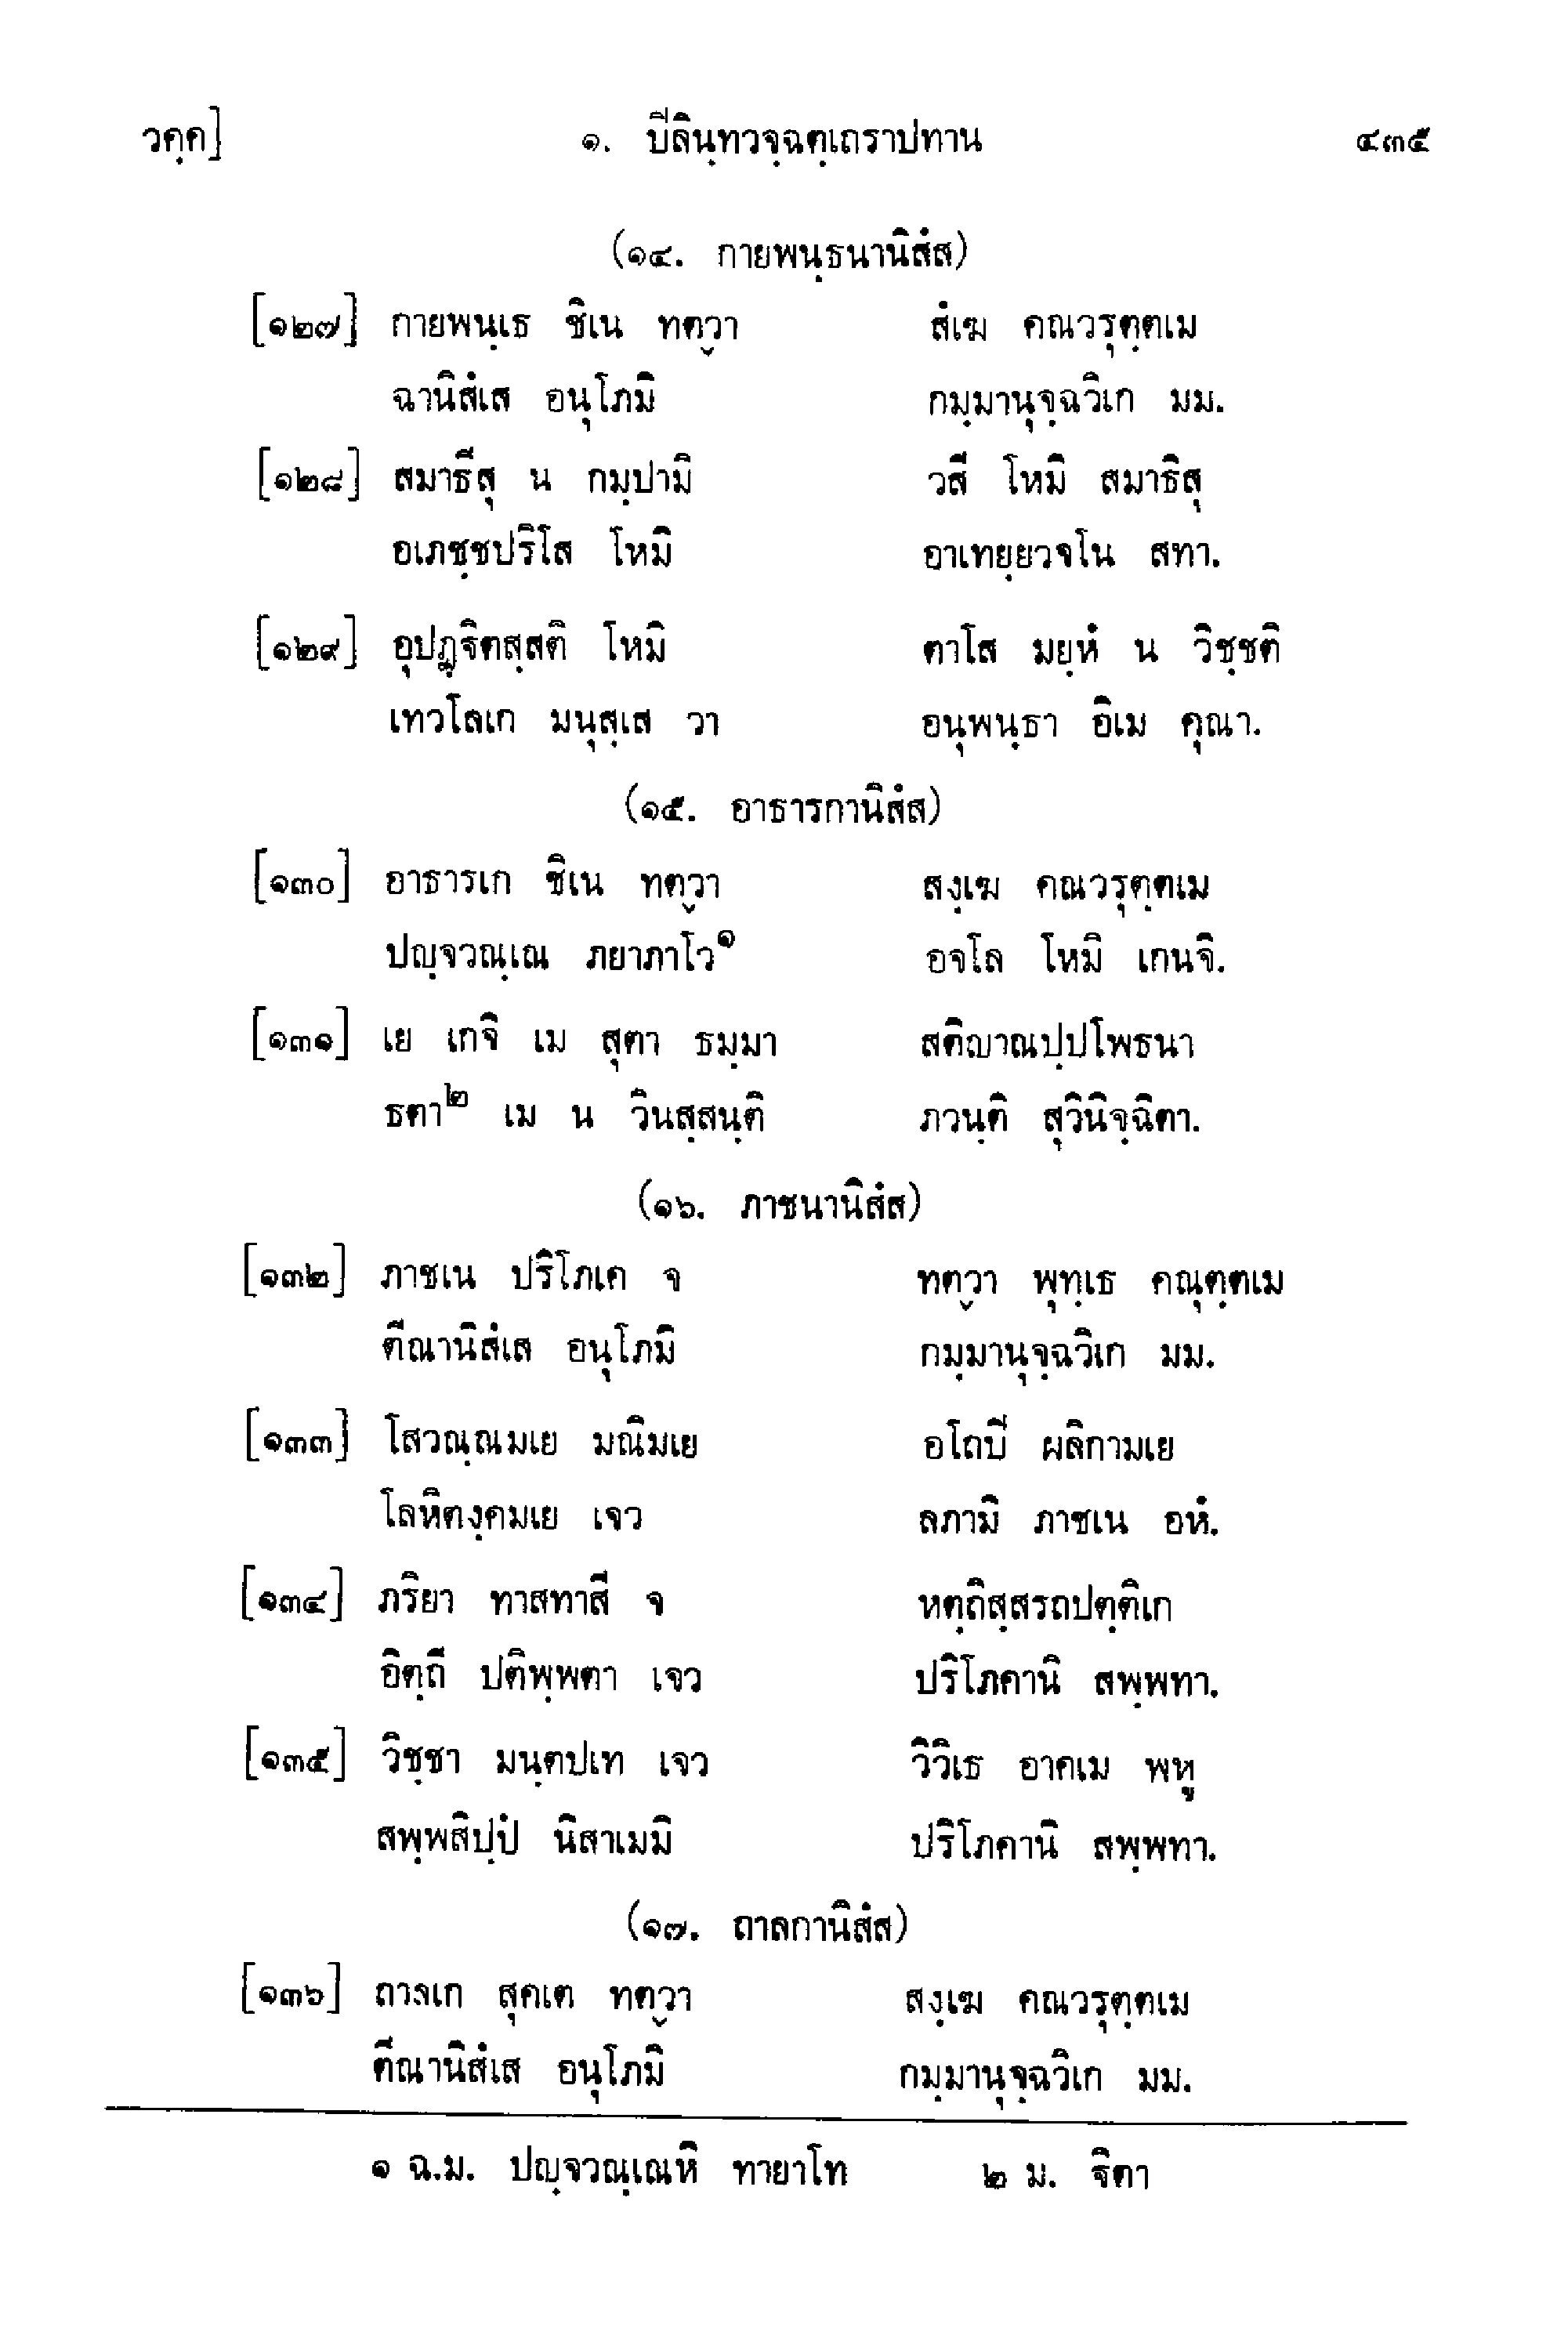 วคฺค] ๑. ปีลินฺทวจฺฉตฺเถราปทาน ๔๓๕
(๑๔. กายพนฺธนานิสํส)
[๑๒๗] กายพนฺเธ ชิเน ทตฺวา สํเฆ คณวรุตฺตเม
ฉานิสํเส อนุโภมิ กมฺมานุจฺฉวิเก มม.
[๑๒๘] สมาธีสุ น กมฺปามิ วสี โหมิ สมาธิสุ
อเภชฺชปริโส โหมิ อาเทยฺยวจโน สทา.
[๑๒๙] อุปฏฺฐิตสฺสติ โหมิ ตาโส มยฺหํ น วิชฺชติ
เทวโลเก มนุสฺเส วา อนุพนฺธา อิเม คุณา.
(๑๕. อาธารกานิสํส)
[๑๓๐] อาธารเก ชิเน ทตฺวา สงฺเฆ คณวรุตฺตเม
ปญฺจวณฺเณ ภยาภาโว๑ อจโล โหมิ เกนจิ.
[๑๓๑] เย เกจิ เม สุตา ธมฺมา สติญาณปฺปโพธนา
ธตา๒ เม น วินสฺสนฺติ ภวนฺติ สุวินิจฺฉิตา.
(๑๖. ภาชนานิสํส)
[๑๓๒] ภาชเน ปริโภเค จ ทตฺวา พุทฺเธ คณุตฺตเม
ตีณานิสํเส อนุโภมิ กมฺมานุจฺฉวิเก มม.
[๑๓๓] โสวณฺณมเย มณิมเย อโถปี ผลิกามเย
โลหิตงฺคมเย เจว ลภามิ ภาชเน อหํ.
[๑๓๔] ภริยา ทาสทาสี จ หตฺถิสฺสรถปตฺติเก
อิตฺถี ปติพฺพตา เจว ปริโภคานิ สพฺพทา.
[๑๓๕] วิชฺชา มนฺตปเท เจว วิวิเธ อาคเม พหู
สพฺพสิปฺปํ นิสาเมมิ ปริโภคานิ สพฺพทา.
(๑๗. ถาลกานิสํส)
[๑๓๖] ถาลเก สุคเต ทตฺวา สงฺเฆ คณวรุตฺตเม
ตีณานิสํเส อนุโภมิ กมฺมานุจฺฉวิเก มม.
๑ ฉ.ม. ปญฺจวณฺเณหิ ทายาโท ๒ ม. ฐิตา